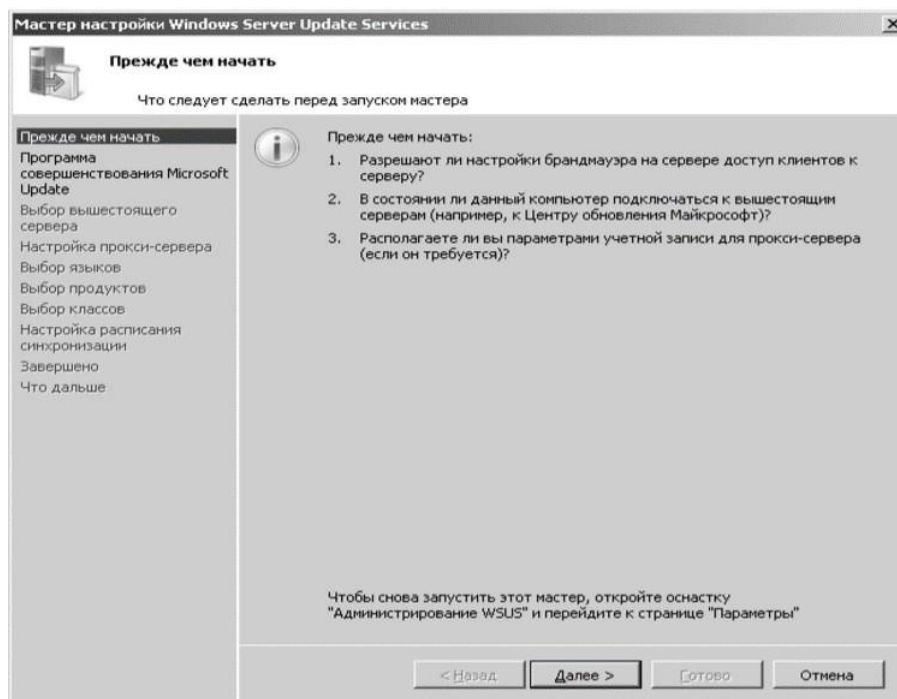 Мастер настройки Windows Server Update Services
Прежде чем начать
Что следует сделать перед запуском мастера
Прежде чем начать
Программа
совершенствования Microsoft
Update
Выбор вышестоящего
сервера
Настройка прокси-сервера
Выбор языков
Выбор продуктов
Выбор классов
Настройка расписания
синхронизации
Завершено
Что дальше
Прежде чем начать:
1. Разрешают ли настройки брандмауэра на сервере доступ клиентов к
серверу?
2. В состоянии ли данный компьютер подключаться к вышестоящим
серверам (например, к Центру обновления Майкрософт)?
3. Располагаете ли вы параметрами учетной записи для прокси-сервера
(если он требуется)?
Чтобы снова запустить этот мастер, откройте оснастку
"Администрирование WSUS" и перейдите к странице "Параметры"
< Назад
Далее >
Готово
Отмена